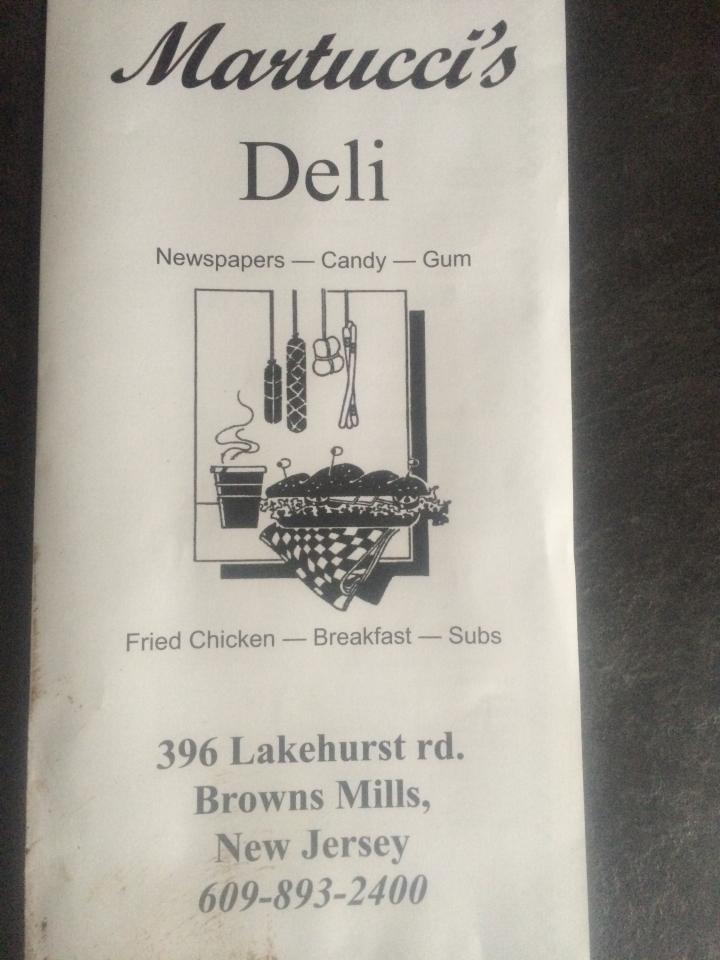 Martucci's
Deli
Newspapers — Candy — Gum
Fried Chicken — Breakfast — Subs
396 Lakehurst rd.
Browns Mills,
New Jersey
609-893-2400